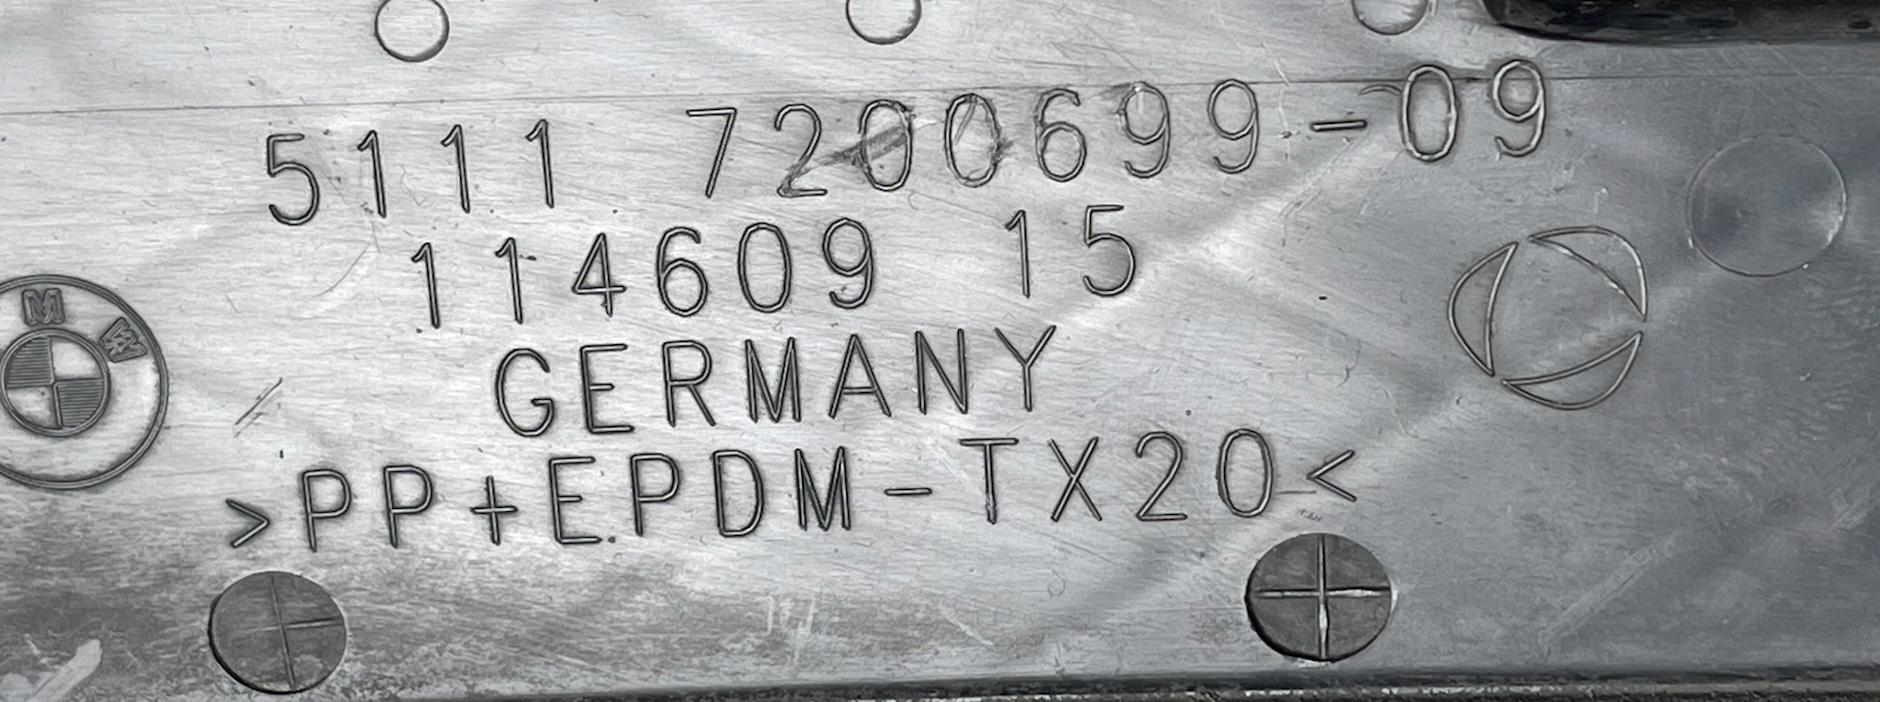 5111 7200699-09
114609 15
GERMANY
>PP+EPDM-TX20<
BMW